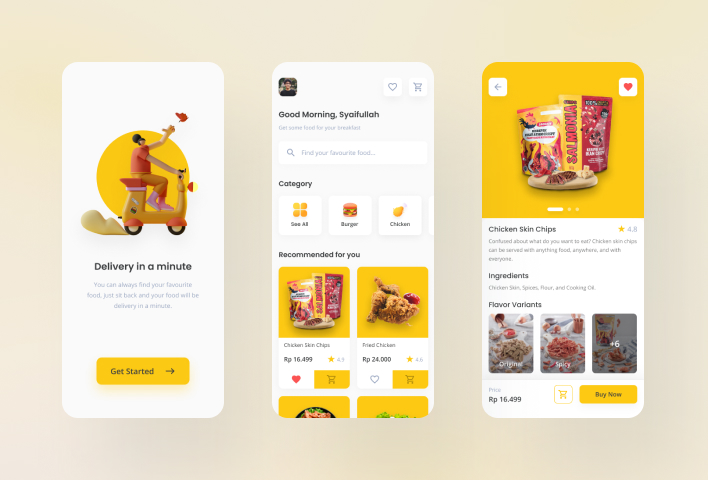 Delivery in a minute
You can always find your favourite
food, just sit back and your food will be
delivery in a minute.
Get Started
Good Morning, Syaifullah
Get some food for your breakfast
Find your favourite food...
Category
See All
Burger
Chicken
Recommended for you
Chicken Skin Chips
Rp 16.499
4.9
Fried Chicken
Rp 24.000
4.6
SALMONIA!
Chicken Skin Chips
4.8
Confused about what do you want to eat? Chicken skin chips
can be served with anything food, anywhere, and with
everyone.
Ingredients
Chicken Skin, Spices, Flour, and Cooking Oil.
Flavor Variants
Original
Spicy
+6
Price
Rp 16.499
Buy Now